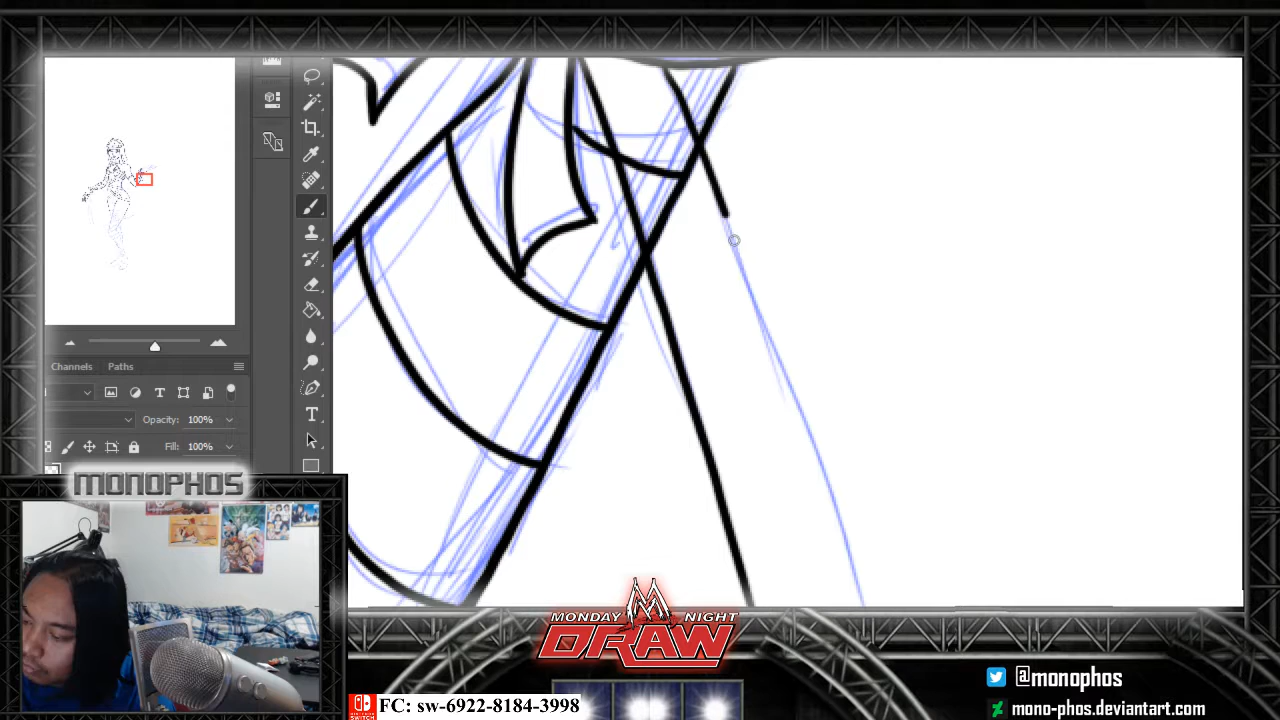 Channels
Paths
Opacity:
100%
Fill:
100%
MONOPHOS
MONDAY
NIGHT
DRAW
FC: sw-6922-8184-3998
@monophos
mono-phos.deviantart.com